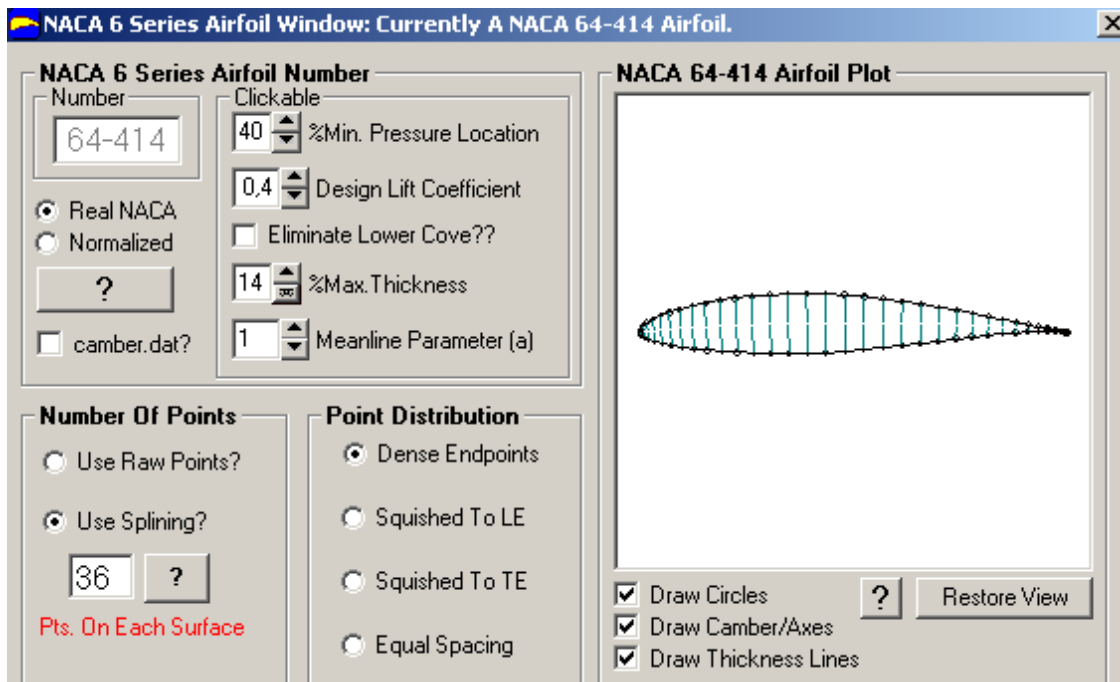 NACA 6 Series Airfoil Window: Currently A NACA 64-414 Airfoil.
NACA 6 Series Airfoil Number
Number
64-414
Real NACA
Normalized
?
camber.dat?
Clickable
40 %Min. Pressure Location
0,4 Design Lift Coefficient
Eliminate Lower Cove??
14 %Max.Thickness
1 Meanline Parameter (a)
NACA 64-414 Airfoil Plot
Number Of Points
Use Raw Points?
Use Splining?
36 ?
Pts. On Each Surface
Point Distribution
Dense Endpoints
Squished To LE
Squished To TE
Equal Spacing
Draw Circles
Draw Camber/Axes
Draw Thickness Lines
?
Restore View